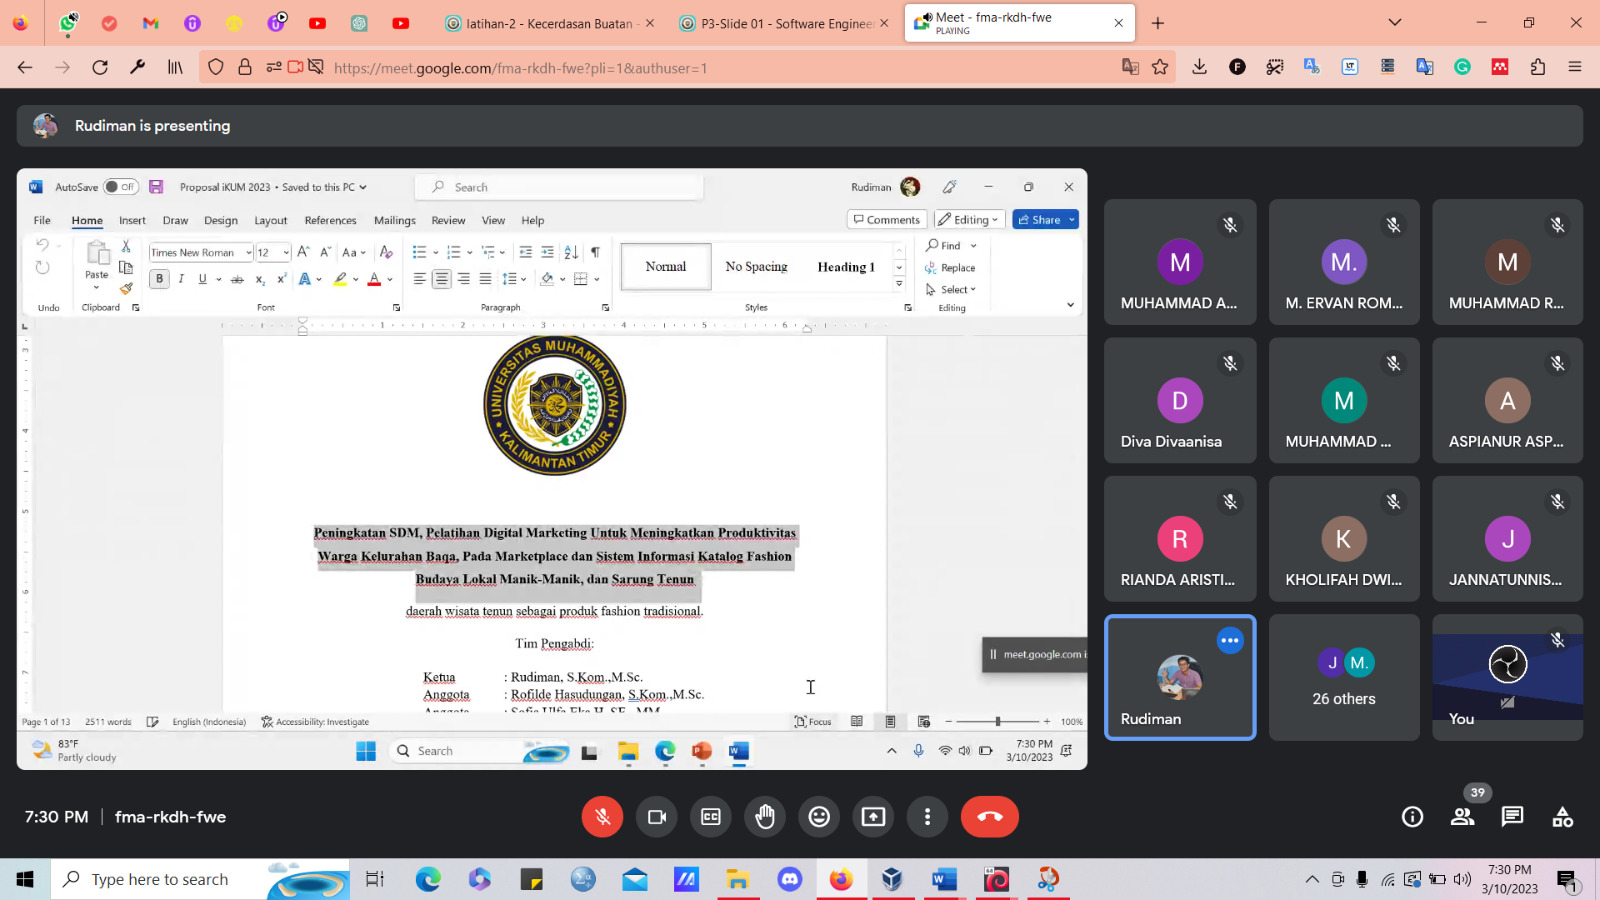 latihan-2 - Kecerdasan Buatan -
P3-Slide 01 - Software Engineer
Meet - fma-rkdh-fwe
PLAYING
https://meet.google.com/fma-rkdh-fwe?pli=1&authuser=1
Rudiman is presenting
AutoSave Off Proposal iKUM 2023 • Saved to this PC Search Rudiman
File Home Insert Draw Design Layout References Mailings Review View Help Comments Editing Share
Times New Roman 12
Paste
Normal No Spacing Heading 1
Find
Replace
Select
Undo Clipboard Font Paragraph Styles Editing
UNIVERSITAS MUHAMMADIYAH
KALIMANTAN TIMUR
Peningkatan SDM, Pelatihan Digital Marketing Untuk Meningkatkan Produktivitas
Warga Kelurahan Baqa, Pada Marketplace dan Sistem Informasi Katalog Fashion
Budaya Lokal Manik-Manik, dan Sarung Tenun
daerah wisata tenun sebagai produk fashion tradisional.
Tim Pengabdi:
Ketua : Rudiman, S.Kom.,M.Sc.
Anggota : Rofilde Hasudungan, S.Kom.,M.Sc.
meet.google.com is
Page 1 of 13 2511 words English (Indonesia) Accessibility: Investigate Focus 100%
83°F
Partly cloudy
Search
7:30 PM
3/10/2023
M
MUHAMMAD A...
M.
M. ERVAN ROM...
M
MUHAMMAD R...
D
Diva Divaanisa
M
MUHAMMAD ...
A
ASPIANUR ASP...
R
RIANDA ARISTI...
K
KHOLIFAH DWI...
J
JANNATUNNIS...
Rudiman
J M.
26 others
You
7:30 PM | fma-rkdh-fwe
39
Type here to search
7:30 PM
3/10/2023
1